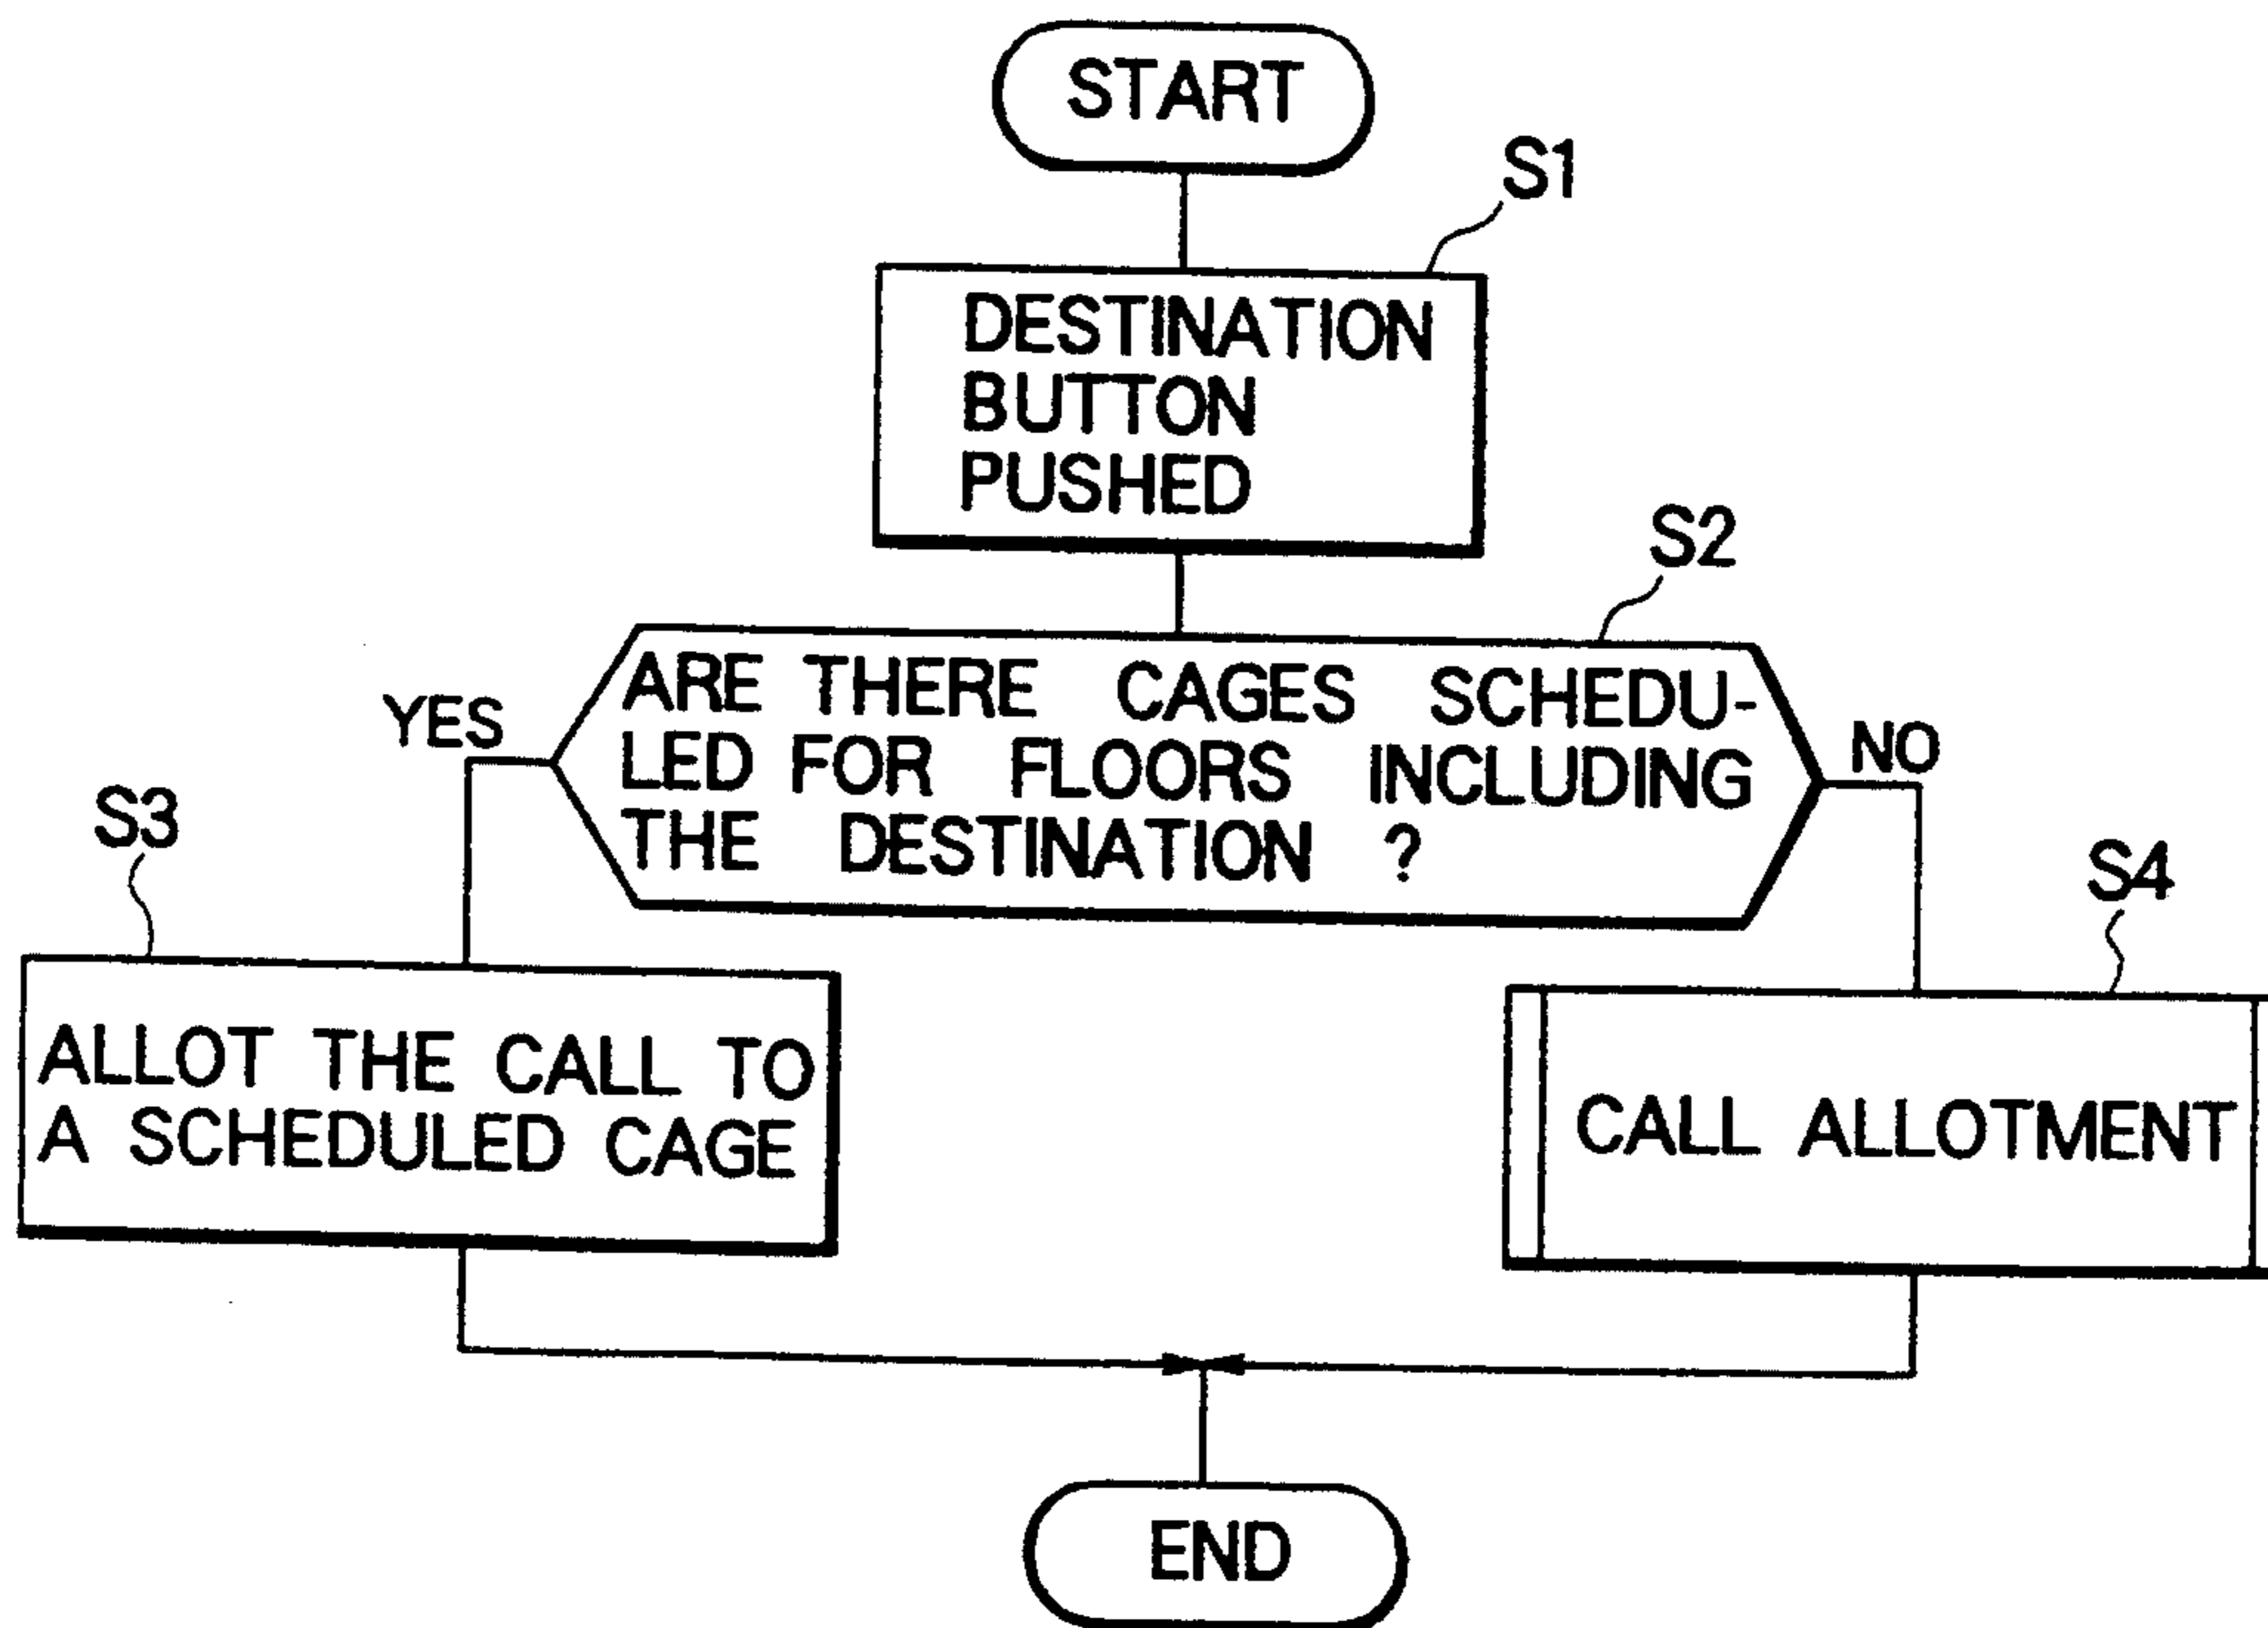 START
S1
DESTINATION
BUTTON
PUSHED
S2
ARE THERE CAGES SCHEDU-
LED FOR FLOORS INCLUDING
THE DESTINATION ?
YES
NO
S3
S4
ALLOT THE CALL TO
A SCHEDULED CAGE
CALL ALLOTMENT
END